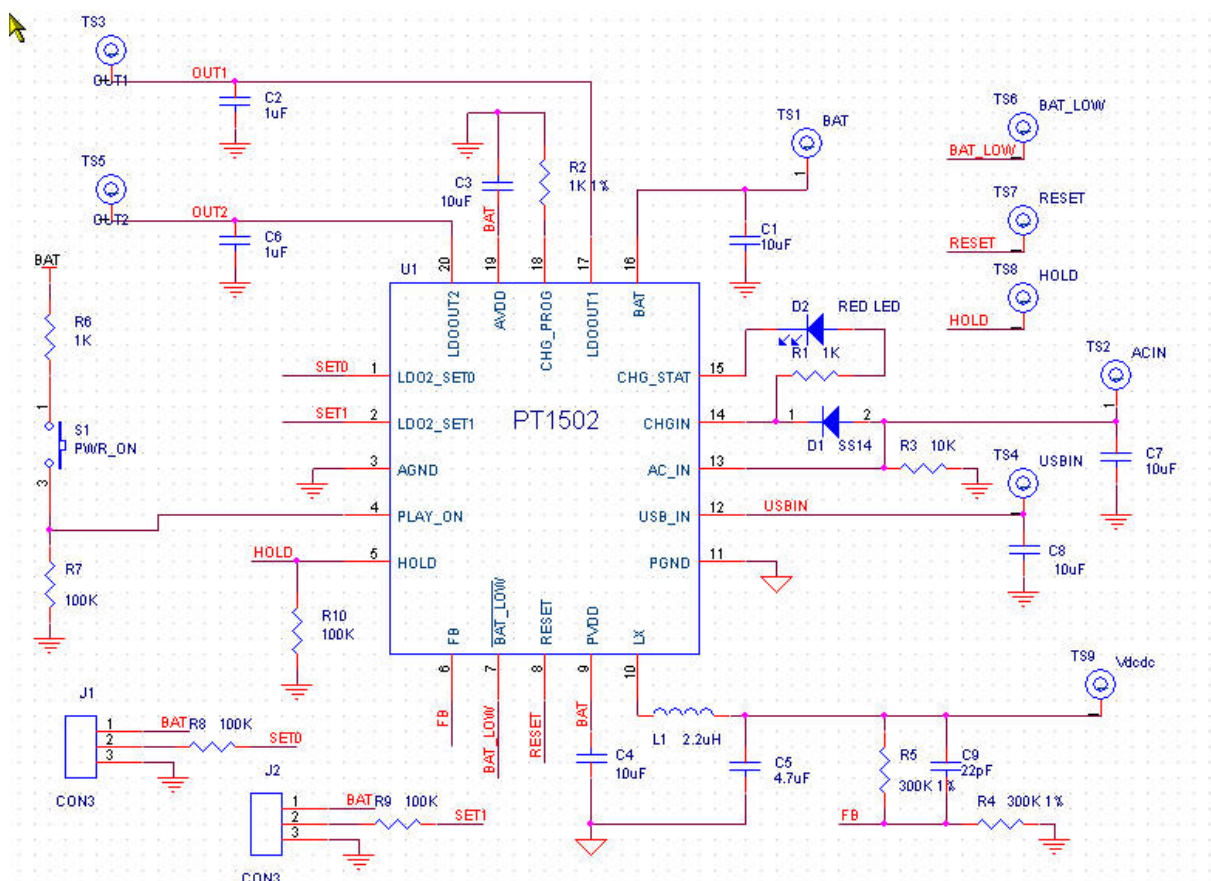 TS3
OUT1
OUT1
C2
1uF
TS5
OUT2
OUT2
C6
1uF
C3
10uF
BAT
R2
1K 1%
TS1
BAT
1
C1
10uF
TS6
BAT_LOW
BAT_LOW
TS7
RESET
RESET
TS8
HOLD
HOLD
BAT
R6
1K
1
S1
PWR_ON
3
R7
100K
U1
20
19
18
17
16
LDOOUT2
AVDD
CHG_PROG
LDOOUT1
BAT
PT1502
SET0
1
LDO2_SET0
SET1
2
LDO2_SET1
3
AGND
4
PLAY_ON
HOLD
5
HOLD
R10
100K
CHG_STAT
15
CHGIN
14
AC_IN
13
USB_IN
12
USBIN
PGND
11
D2
RED LED
R1
1K
1
2
D1
SS14
R3
10K
TS2
ACIN
1
C7
10uF
TS4
USBIN
C8
10uF
FB
BAT_LOW
RESET
PVDD
LX
6
7
8
9
10
FB
BAT_LOW
RESET
BAT
C4
10uF
L1
2.2uH
C5
4.7uF
TS9
Vdcdc
R5
300K 1%
C9
22pF
FB
R4
300K 1%
J1
1
2
3
BAT
R8
100K
SET0
CON3
J2
1
2
3
BAT
R9
100K
SET1
CON3